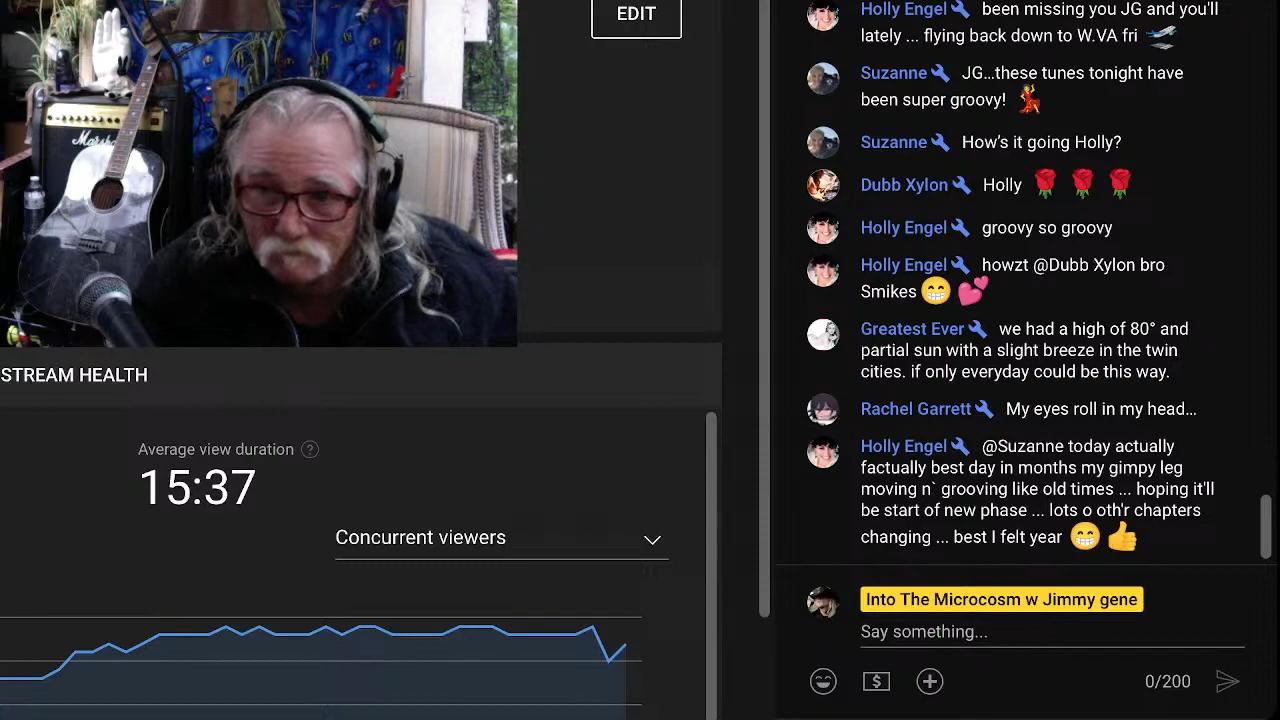 EDIT
Marshall
STREAM HEALTH
Average view duration ?
15:37
Concurrent viewers
Holly Engel been missing you JG and you'll
lately ... flying back down to W.VA fri
Suzanne JG...these tunes tonight have
been super groovy!
Suzanne How's it going Holly?
Dubb Xylon Holly
Holly Engel groovy so groovy
Holly Engel howzt @Dubb Xylon bro
Smikes
Greatest Ever we had a high of 80° and
partial sun with a slight breeze in the twin
cities. if only everyday could be this way.
Rachel Garrett My eyes roll in my head...
Holly Engel @Suzanne today actually
factually best day in months my gimpy leg
moving n` grooving like old times ... hoping it'll
be start of new phase ... lots o oth'r chapters
changing ... best I felt year
Into The Microcosm w Jimmy gene
Say something...
$
0/200